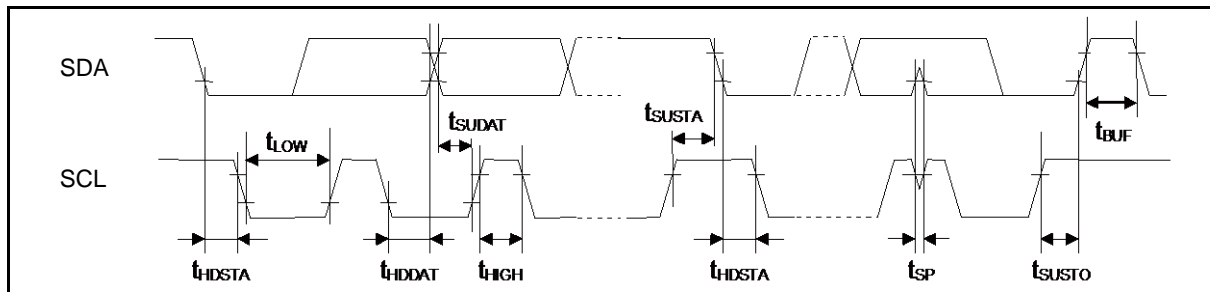 SDA
tSUDAT
tSUSTA
tLOW
tBUF
SCL
tHDSTA
tHDDAT
tHIGH
tHDSTA
tSP
tSUSTO